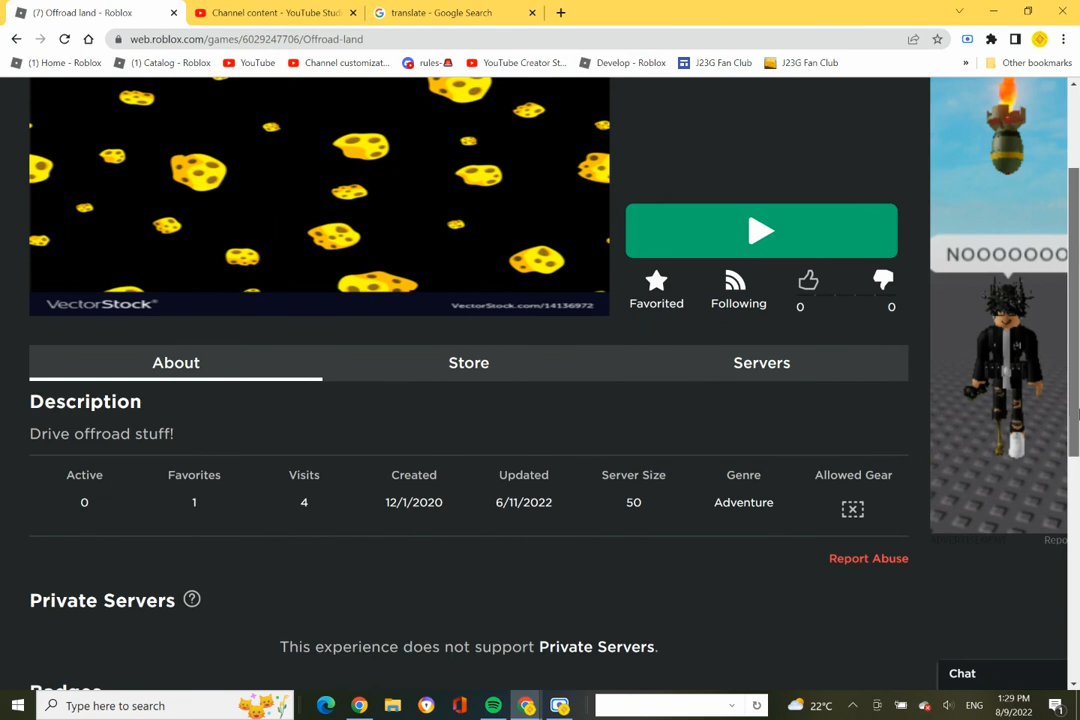 (7) Offroad land - Roblox
Channel content - YouTube Stud
translate - Google Search
web.roblox.com/games/6029247706/Offroad-land
(1) Home - Roblox
(1) Catalog - Roblox
YouTube
Channel customizat...
rules-
YouTube Creator St...
Develop - Roblox
J23G Fan Club
J23G Fan Club
»
Other bookmarks
VectorStock®
VectorStock.com/14136972
NOOOOOOO
Favorited
Following
0
0
About
Store
Servers
Description
Drive offroad stuff!
Active
Favorites
Visits
Created
Updated
Server Size
Genre
Allowed Gear
0
1
4
12/1/2020
6/11/2022
50
Adventure
ADVERTISEMENT
Repo
Report Abuse
Private Servers
This experience does not support Private Servers.
Badges
Chat
Type here to search
22°C
ENG
1:29 PM
8/9/2022
1